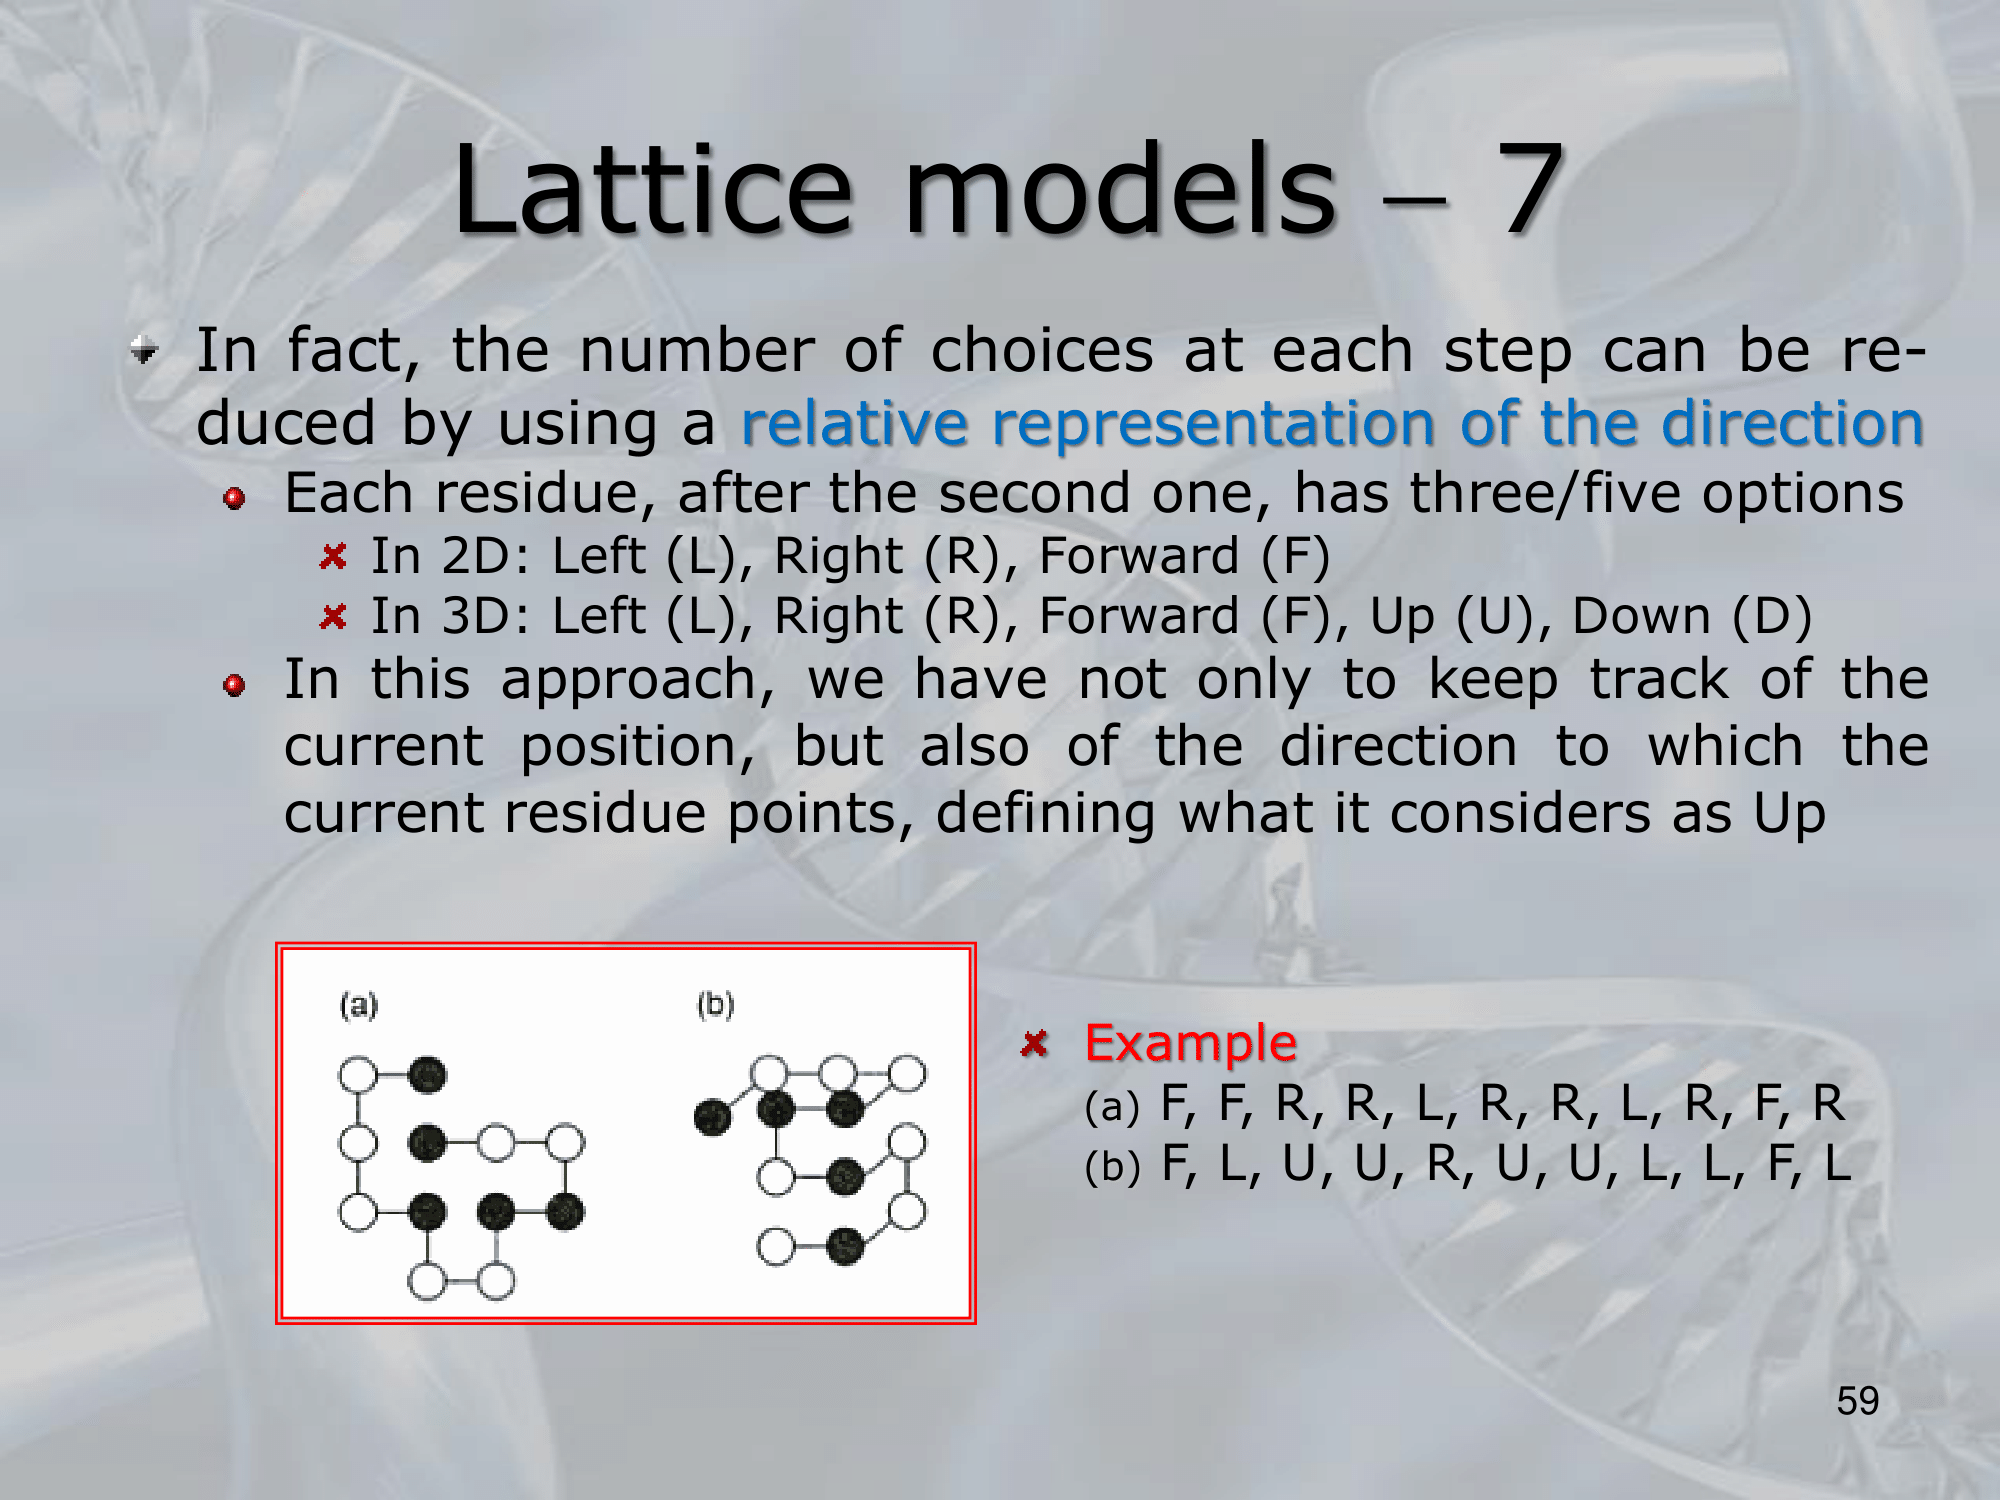 Lattice models – 7
In fact, the number of choices at each step can be re-
duced by using a relative representation of the direction
Each residue, after the second one, has three/five options
In 2D: Left (L), Right (R), Forward (F)
In 3D: Left (L), Right (R), Forward (F), Up (U), Down (D)
In this approach, we have not only to keep track of the
current position, but also of the direction to which the
current residue points, defining what it considers as Up
(a)
(b)
Example
(a) F, F, R, R, L, R, R, L, R, F, R
(b) F, L, U, U, R, U, U, L, L, F, L
59